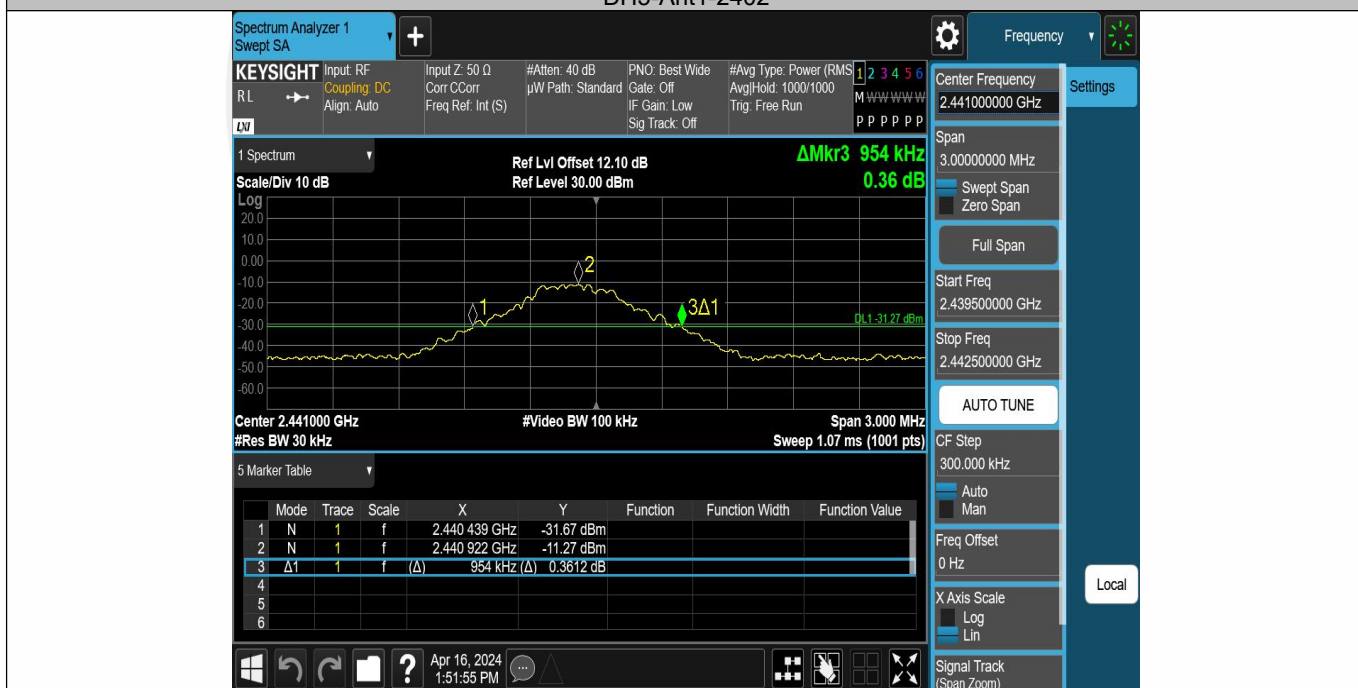 DH5-Ant1-2402
Spectrum Analyzer 1
Swept SA
Frequency
KEYSIGHT
RL
LXI
Input: RF
Coupling: DC
Align: Auto
Input Z: 50 Ω
Corr CCorr
Freq Ref: Int (S)
#Atten: 40 dB
µW Path: Standard
PNO: Best Wide
Gate: Off
IF Gain: Low
Sig Track: Off
#Avg Type: Power (RMS
Avg|Hold: 1000/1000
Trig: Free Run
1 2 3 4 5 6
M W W W W W
P P P P P P
1 Spectrum
Scale/Div 10 dB
Ref Lvl Offset 12.10 dB
Ref Level 30.00 dBm
ΔMkr3 954 kHz
0.36 dB
Log
20.0
10.0
0.00
-10.0
-20.0
-30.0
-40.0
-50.0
-60.0
1
2
3Δ1
DL1 -31.27 dBm
Center 2.441000 GHz
#Video BW 100 kHz
Span 3.000 MHz
#Res BW 30 kHz
Sweep 1.07 ms (1001 pts)
5 Marker Table
Mode Trace Scale X Y Function Function Width Function Value
1 N 1 f 2.440 439 GHz -31.67 dBm
2 N 1 f 2.440 922 GHz -11.27 dBm
3 Δ1 1 f (Δ) 954 kHz (Δ) 0.3612 dB
4
5
6
Apr 16, 2024
1:51:55 PM
Center Frequency
2.441000000 GHz
Settings
Span
3.00000000 MHz
Swept Span
Zero Span
Full Span
Start Freq
2.439500000 GHz
Stop Freq
2.442500000 GHz
AUTO TUNE
CF Step
300.000 kHz
Auto
Man
Freq Offset
0 Hz
X Axis Scale
Log
Lin
Local
Signal Track
(Span Zoom)